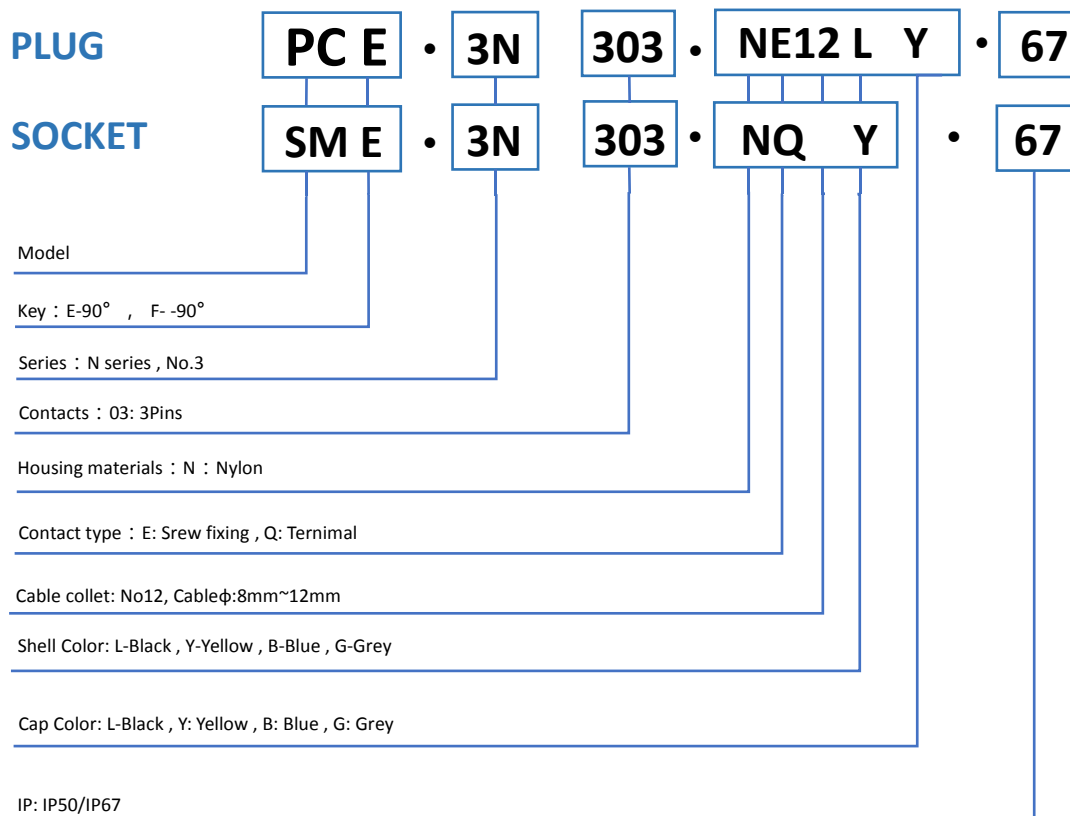 PLUG PC E • 3N 303 • NE12 L Y • 67
SOCKET SM E • 3N 303 • NQ Y • 67
Model
Key：E-90° , F- -90°
Series：N series , No.3
Contacts：03: 3Pins
Housing materials：N：Nylon
Contact type：E: Srew fixing , Q: Ternimal
Cable collet: No12, Cableφ:8mm~12mm
Shell Color: L-Black , Y-Yellow , B-Blue , G-Grey
Cap Color: L-Black , Y: Yellow , B: Blue , G: Grey
IP: IP50/IP67